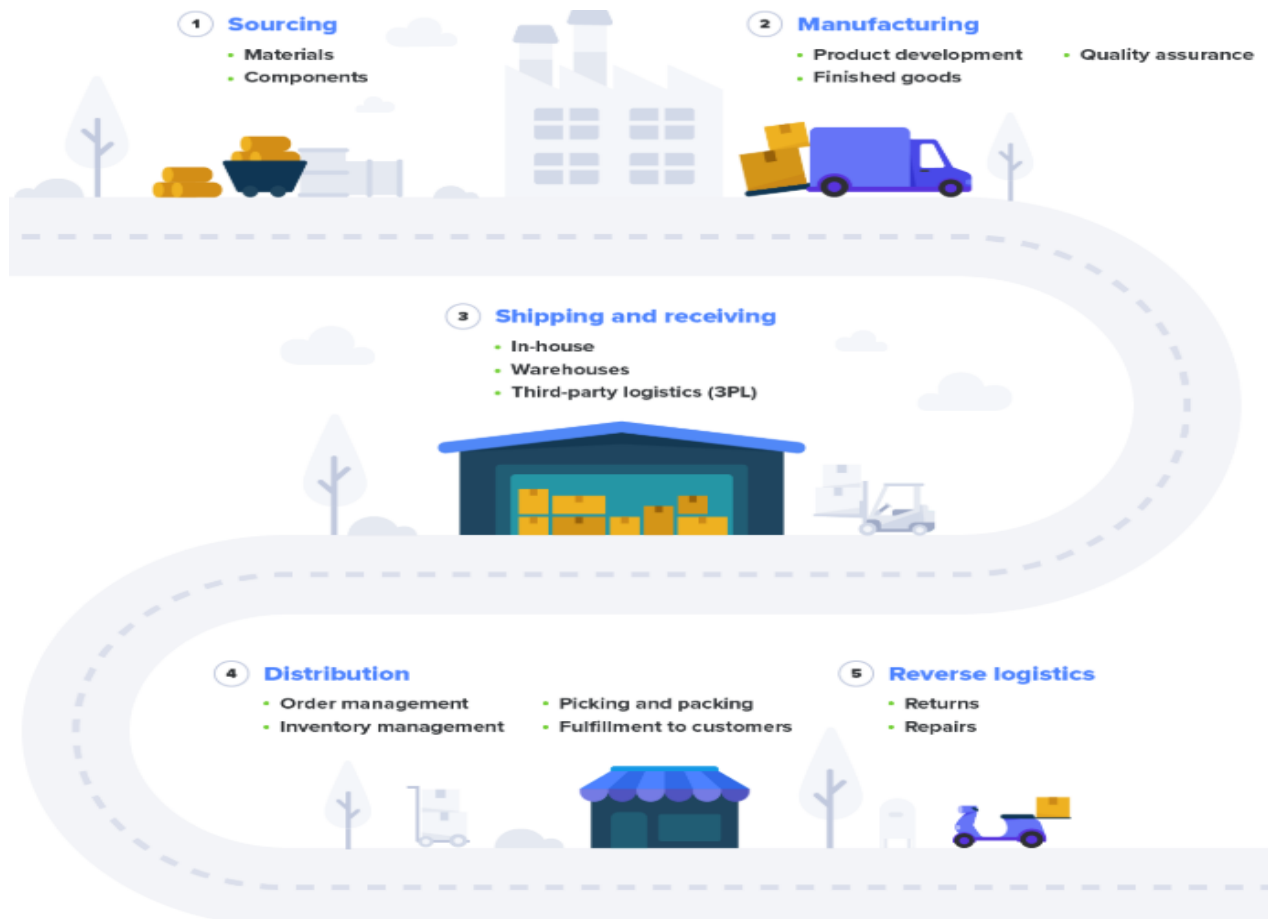 1 Sourcing
• Materials
• Components
2 Manufacturing
• Product development
• Finished goods
• Quality assurance
3 Shipping and receiving
• In-house
• Warehouses
• Third-party logistics (3PL)
4 Distribution
• Order management
• Inventory management
• Picking and packing
• Fulfillment to customers
5 Reverse logistics
• Returns
• Repairs